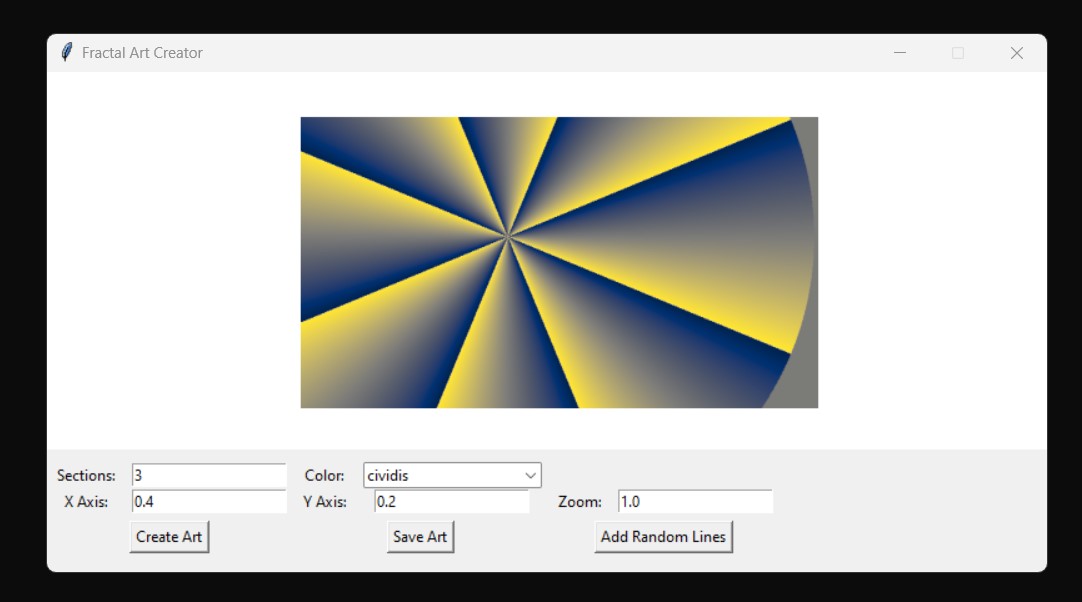 Fractal Art Creator
Sections: 3 Color: cividis
X Axis: 0.4 Y Axis: 0.2 Zoom: 1.0
Create Art Save Art Add Random Lines